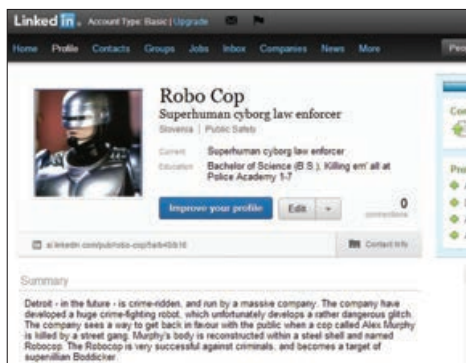 Linked in. Account Type: Basic | Upgrade
Home Profile Contacts Groups Jobs Inbox Companies News More
Robo Cop
Superhuman cyborg law enforcer
Slovenia | Public Safety
Current Superhuman cyborg law enforcer
Education Bachelor of Science (B.S.), Killing em' all at
Police Academy 1-7
Improve your profile Edit 0
connections
Contact Info
Summary
Detroit - in the future - is crime-ridden, and run by a massive company. The company have
developed a huge crime-fighting robot, which unfortunately develops a rather dangerous glitch.
The company sees a way to get back in favour with the public when a cop called Alex Murphy
is killed by a street gang. Murphy's body is reconstructed within a steel shell and named
Robocop. The Robocop is very successful against criminals, and becomes a target of
supervillian Boddicker.